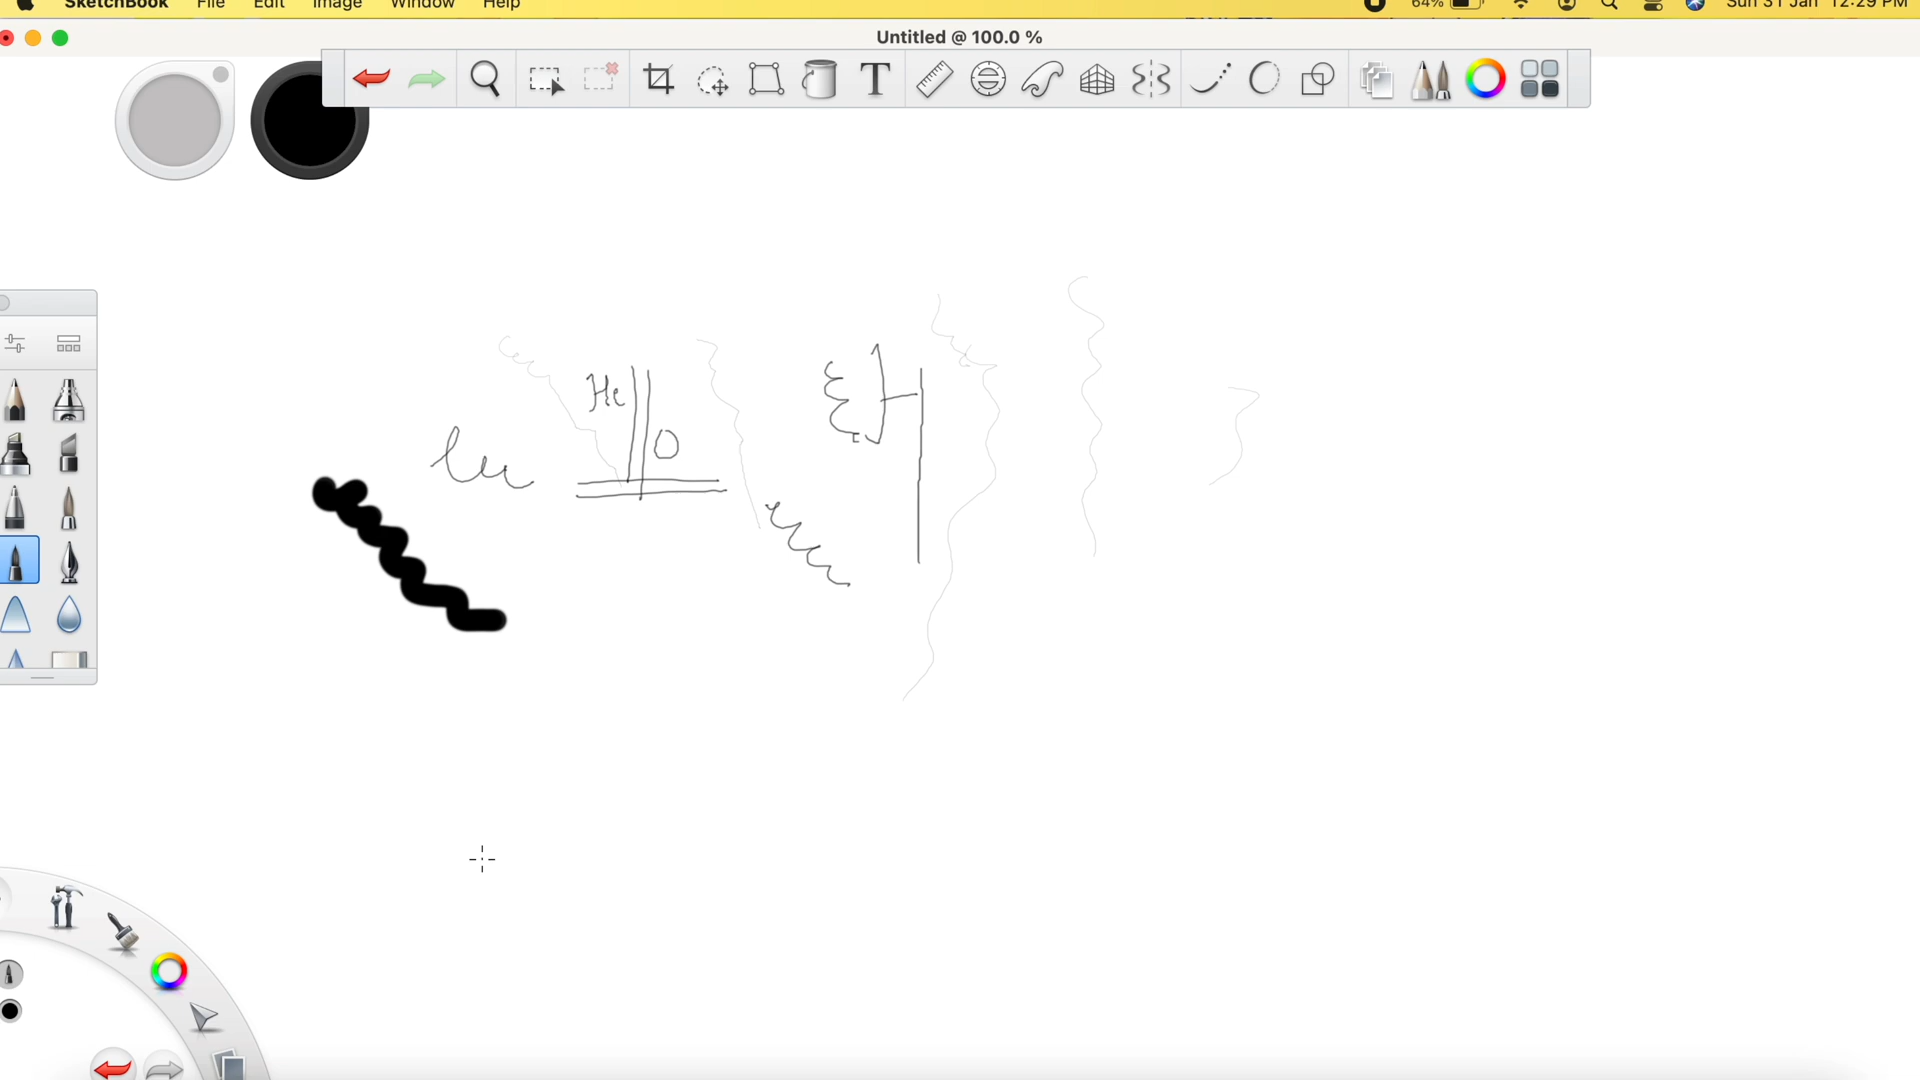 SketchBook File Edit Image Window Help 64% Sun 31 Jan 12:29 PM
Untitled @ 100.0 %
T
He
O